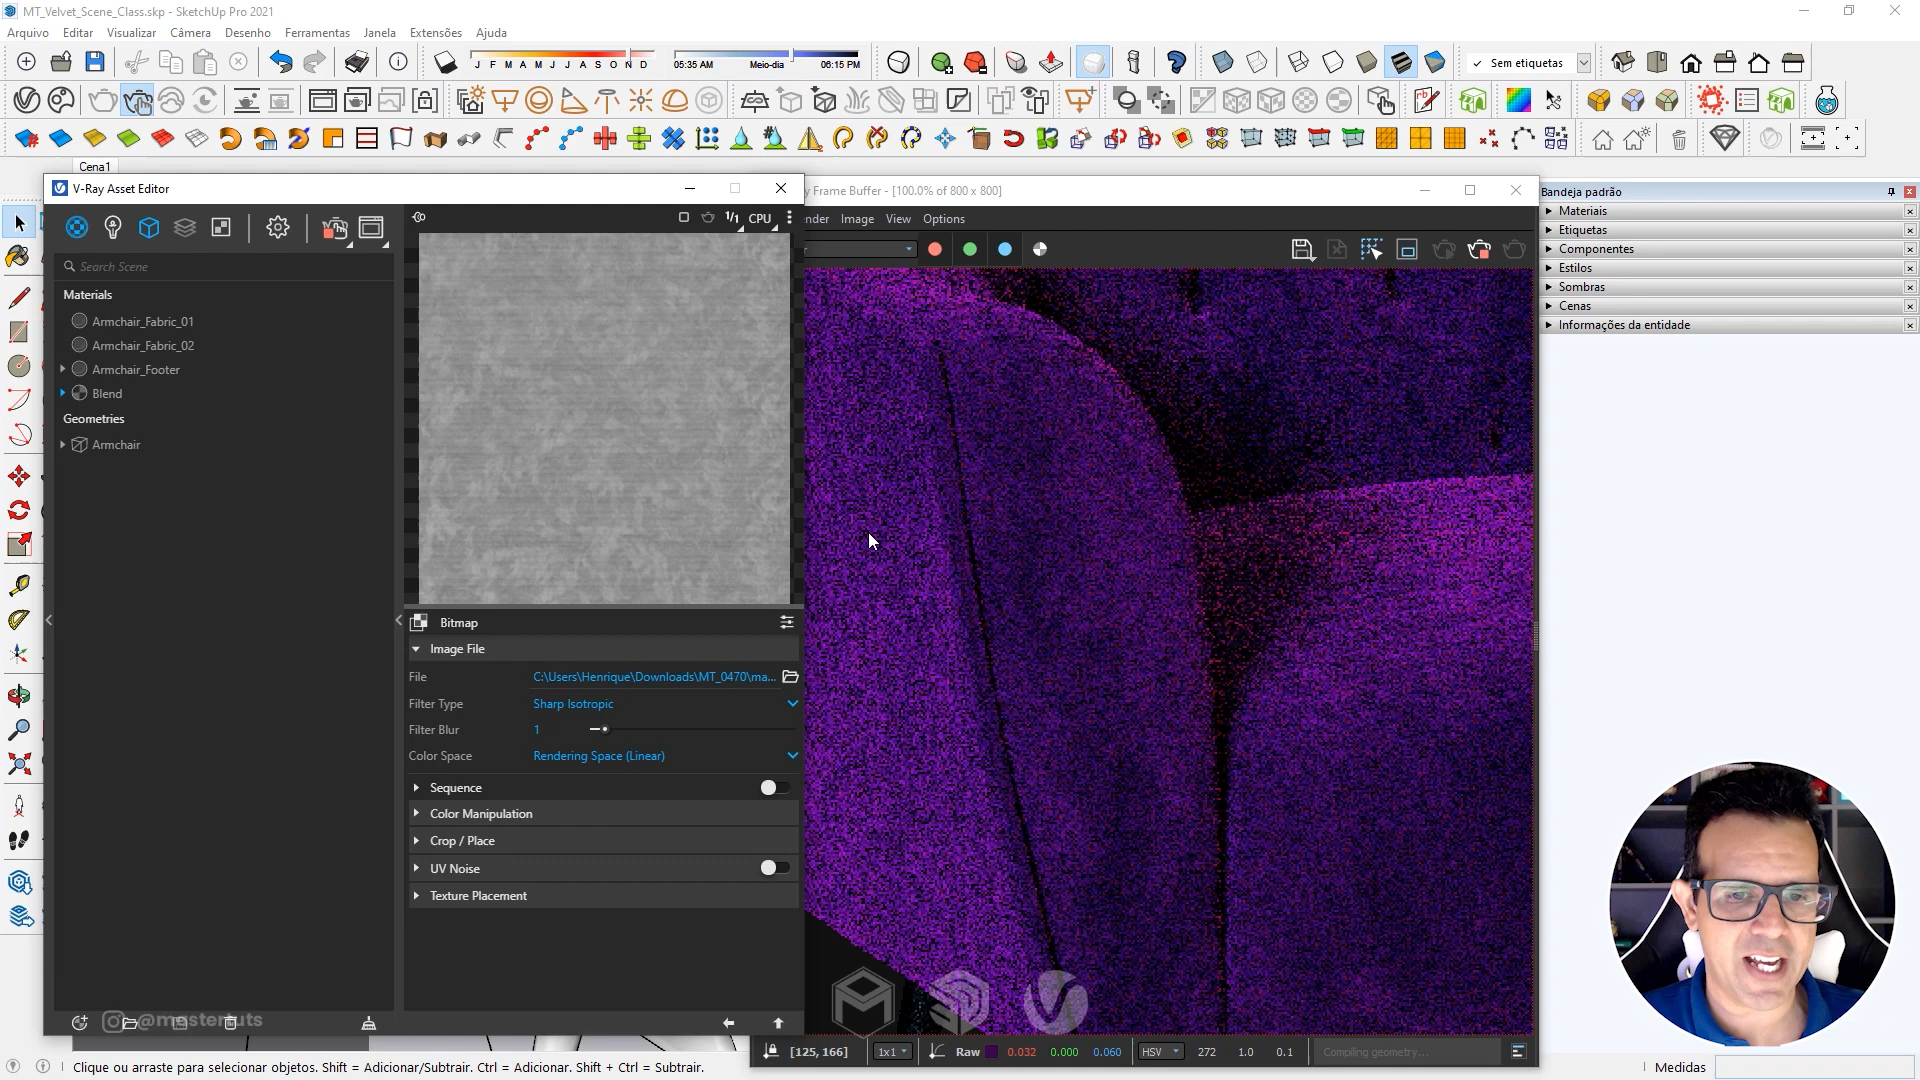 MT_Velvet_Scene_Class.skp - SketchUp Pro 2021
Arquivo Editar Visualizar Câmera Desenho Ferramentas Janela Extensões Ajuda
J F M A M J J A S O N D
05:35 AM Meio-dia 06:15 PM
Sem etiquetas
Cena1
V-Ray Asset Editor
1/1 CPU
Search Scene
Materials
Armchair_Fabric_01
Armchair_Fabric_02
Armchair_Footer
Blend
Geometries
Armchair
Bitmap
Image File
File C:\Users\Henrique\Downloads\MT_0470\ma...
Filter Type Sharp Isotropic
Filter Blur 1
Color Space Rendering Space (Linear)
Sequence
Color Manipulation
Crop / Place
UV Noise
Texture Placement
@masternuts
y Frame Buffer - [100.0% of 800 x 800]
ender Image View Options
[125, 166] 1x1 Raw 0.032 0.000 0.060 HSV 272 1.0 0.1 Compiling geometry...
Bandeja padrão
Materiais
Etiquetas
Componentes
Estilos
Sombras
Cenas
Informações da entidade
Clique ou arraste para selecionar objetos. Shift = Adicionar/Subtrair. Ctrl = Adicionar. Shift + Ctrl = Subtrair.
Medidas